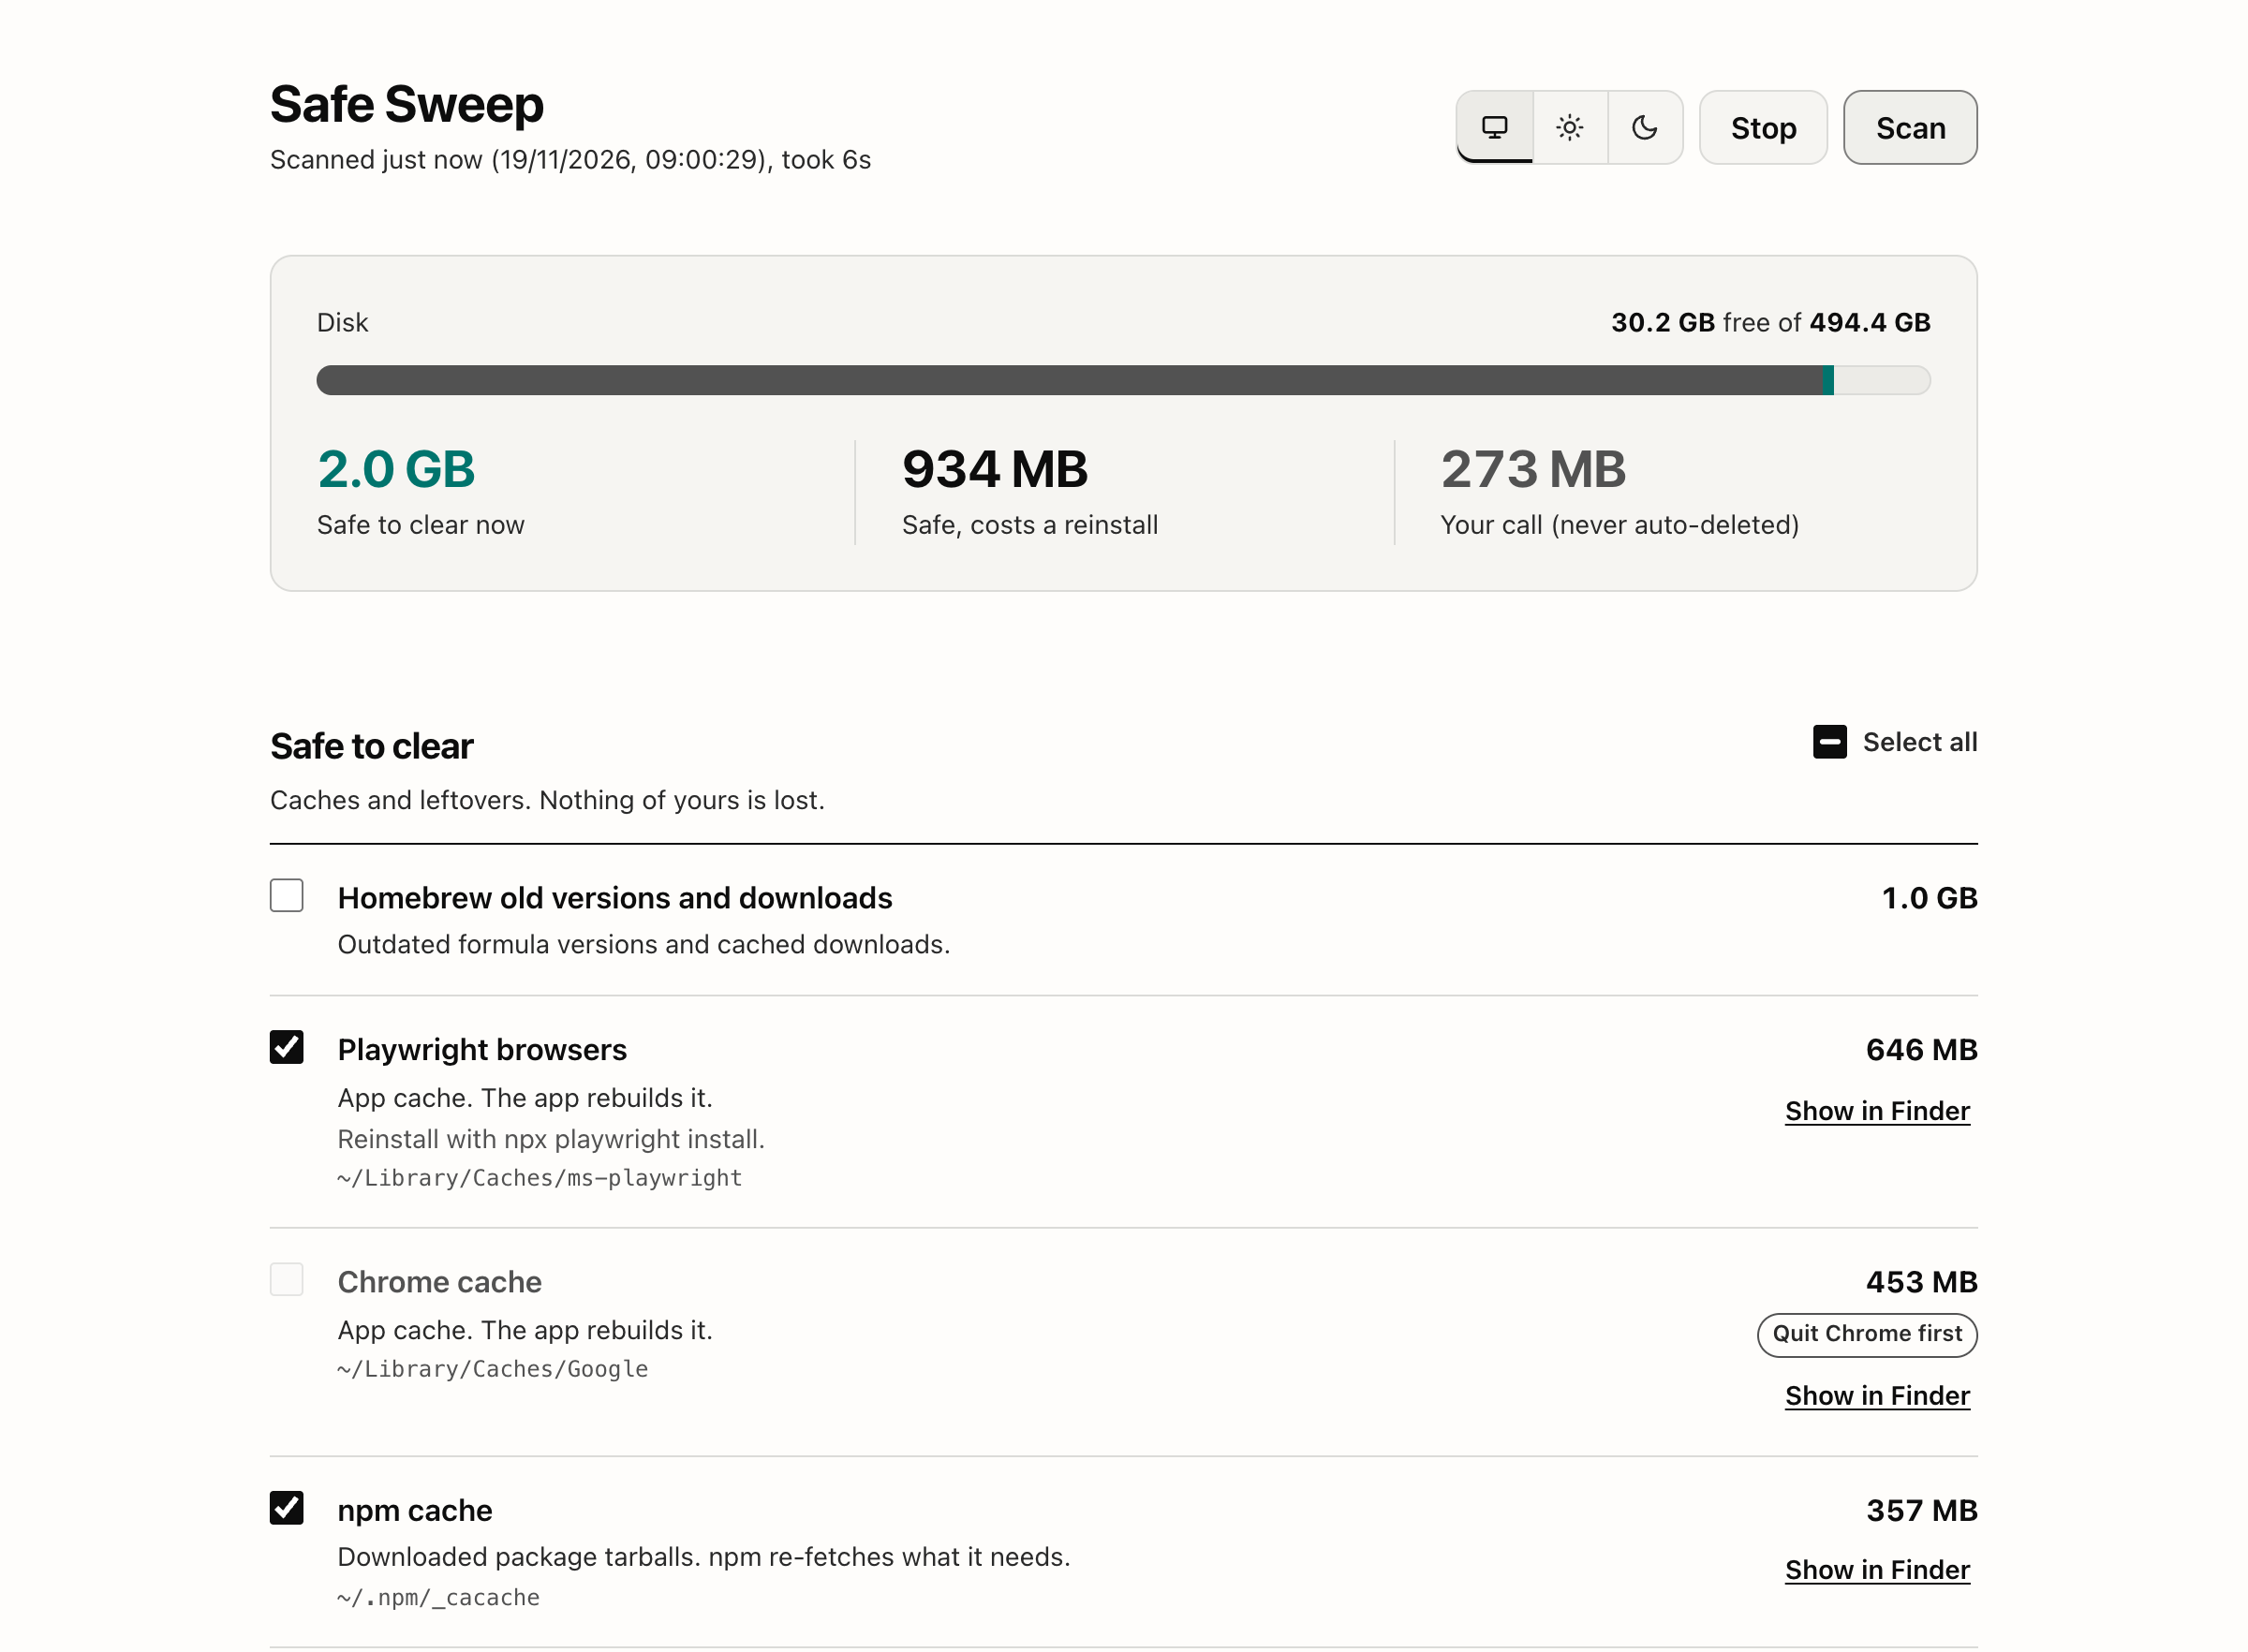 Safe Sweep
Scanned just now (19/11/2026, 09:00:29), took 6s
Stop
Scan
Disk
30.2 GB free of 494.4 GB
2.0 GB
Safe to clear now
934 MB
Safe, costs a reinstall
273 MB
Your call (never auto-deleted)
Safe to clear
Select all
Caches and leftovers. Nothing of yours is lost.
Homebrew old versions and downloads
1.0 GB
Outdated formula versions and cached downloads.
Playwright browsers
646 MB
App cache. The app rebuilds it.
Show in Finder
Reinstall with npx playwright install.
~/Library/Caches/ms-playwright
Chrome cache
453 MB
App cache. The app rebuilds it.
Quit Chrome first
~/Library/Caches/Google
Show in Finder
npm cache
357 MB
Downloaded package tarballs. npm re-fetches what it needs.
Show in Finder
~/.npm/_cacache